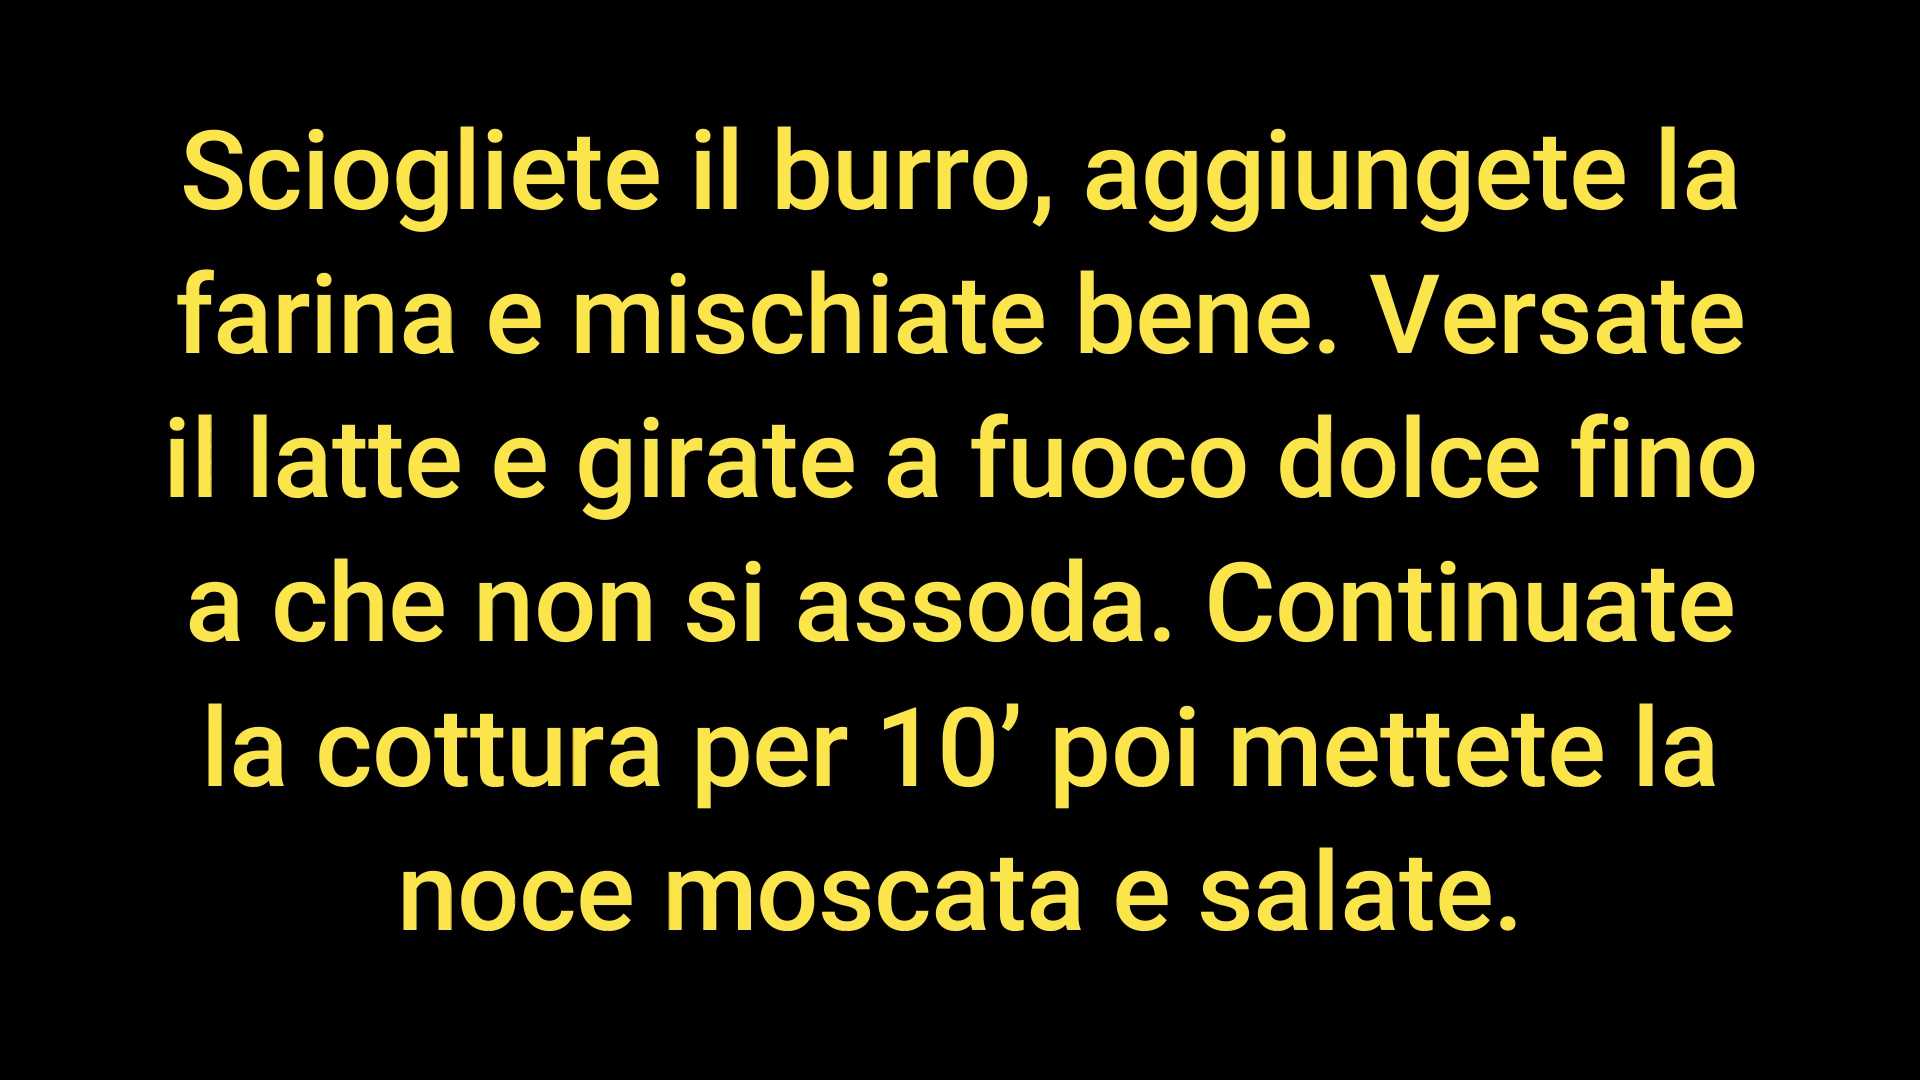 Sciogliete il burro, aggiungete la
farina e mischiate bene. Versate
il latte e girate a fuoco dolce fino
a che non si assoda. Continuate
la cottura per 10’ poi mettete la
noce moscata e salate.